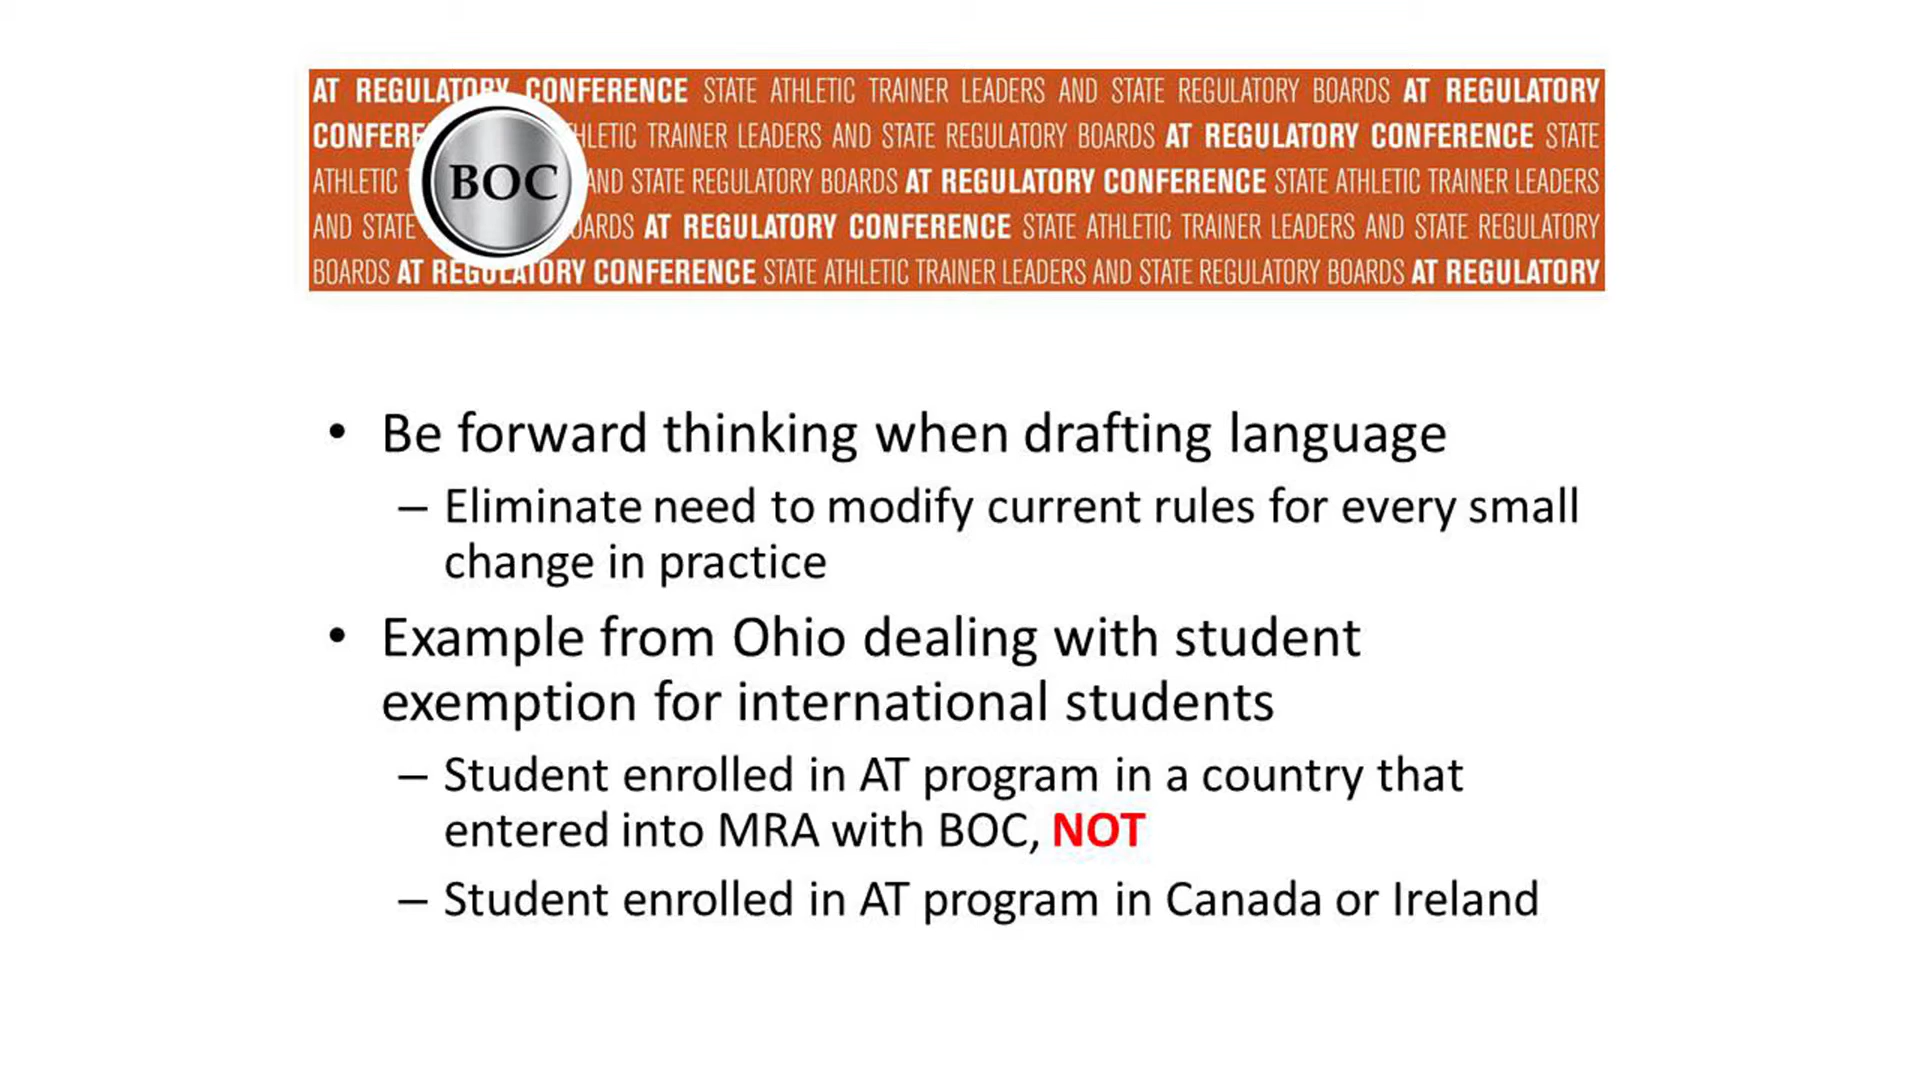 AT REGULATORY CONFERENCE STATE ATHLETIC TRAINER LEADERS AND STATE REGULATORY BOARDS AT REGULATORY
CONFERE HLETIC TRAINER LEADERS AND STATE REGULATORY BOARDS AT REGULATORY CONFERENCE STATE
ATHLETIC AND STATE REGULATORY BOARDS AT REGULATORY CONFERENCE STATE ATHLETIC TRAINER LEADERS
BOC
AND STATE OARDS AT REGULATORY CONFERENCE STATE ATHLETIC TRAINER LEADERS AND STATE REGULATORY
BOARDS AT REGULATORY CONFERENCE STATE ATHLETIC TRAINER LEADERS AND STATE REGULATORY BOARDS AT REGULATORY
• Be forward thinking when drafting language
– Eliminate need to modify current rules for every small
change in practice
• Example from Ohio dealing with student
exemption for international students
– Student enrolled in AT program in a country that
entered into MRA with BOC, NOT
– Student enrolled in AT program in Canada or Ireland